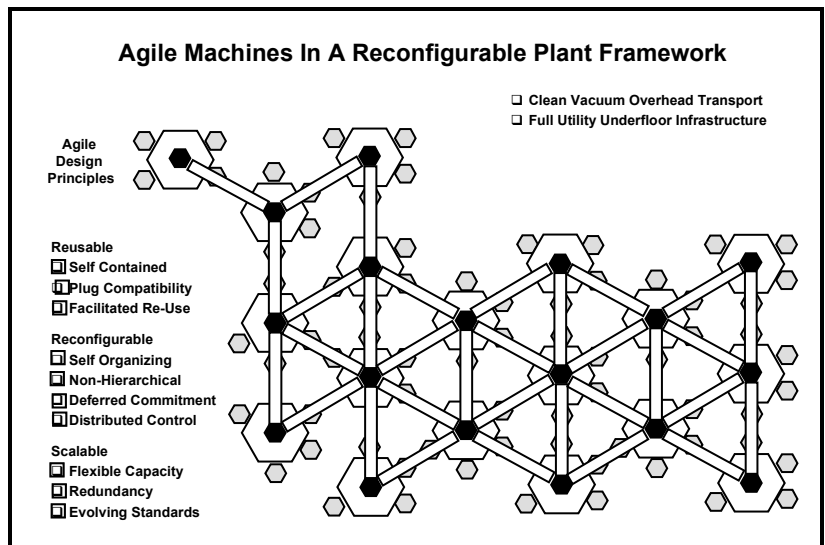 Agile Machines In A Reconfigurable Plant Framework
❑ Clean Vacuum Overhead Transport
❑ Full Utility Underfloor Infrastructure
Agile
Design
Principles
Reusable
❑ Self Contained
❑ Plug Compatibility
❑ Facilitated Re-Use
Reconfigurable
❑ Self Organizing
❑ Non-Hierarchical
❑ Deferred Commitment
❑ Distributed Control
Scalable
❑ Flexible Capacity
❑ Redundancy
❑ Evolving Standards